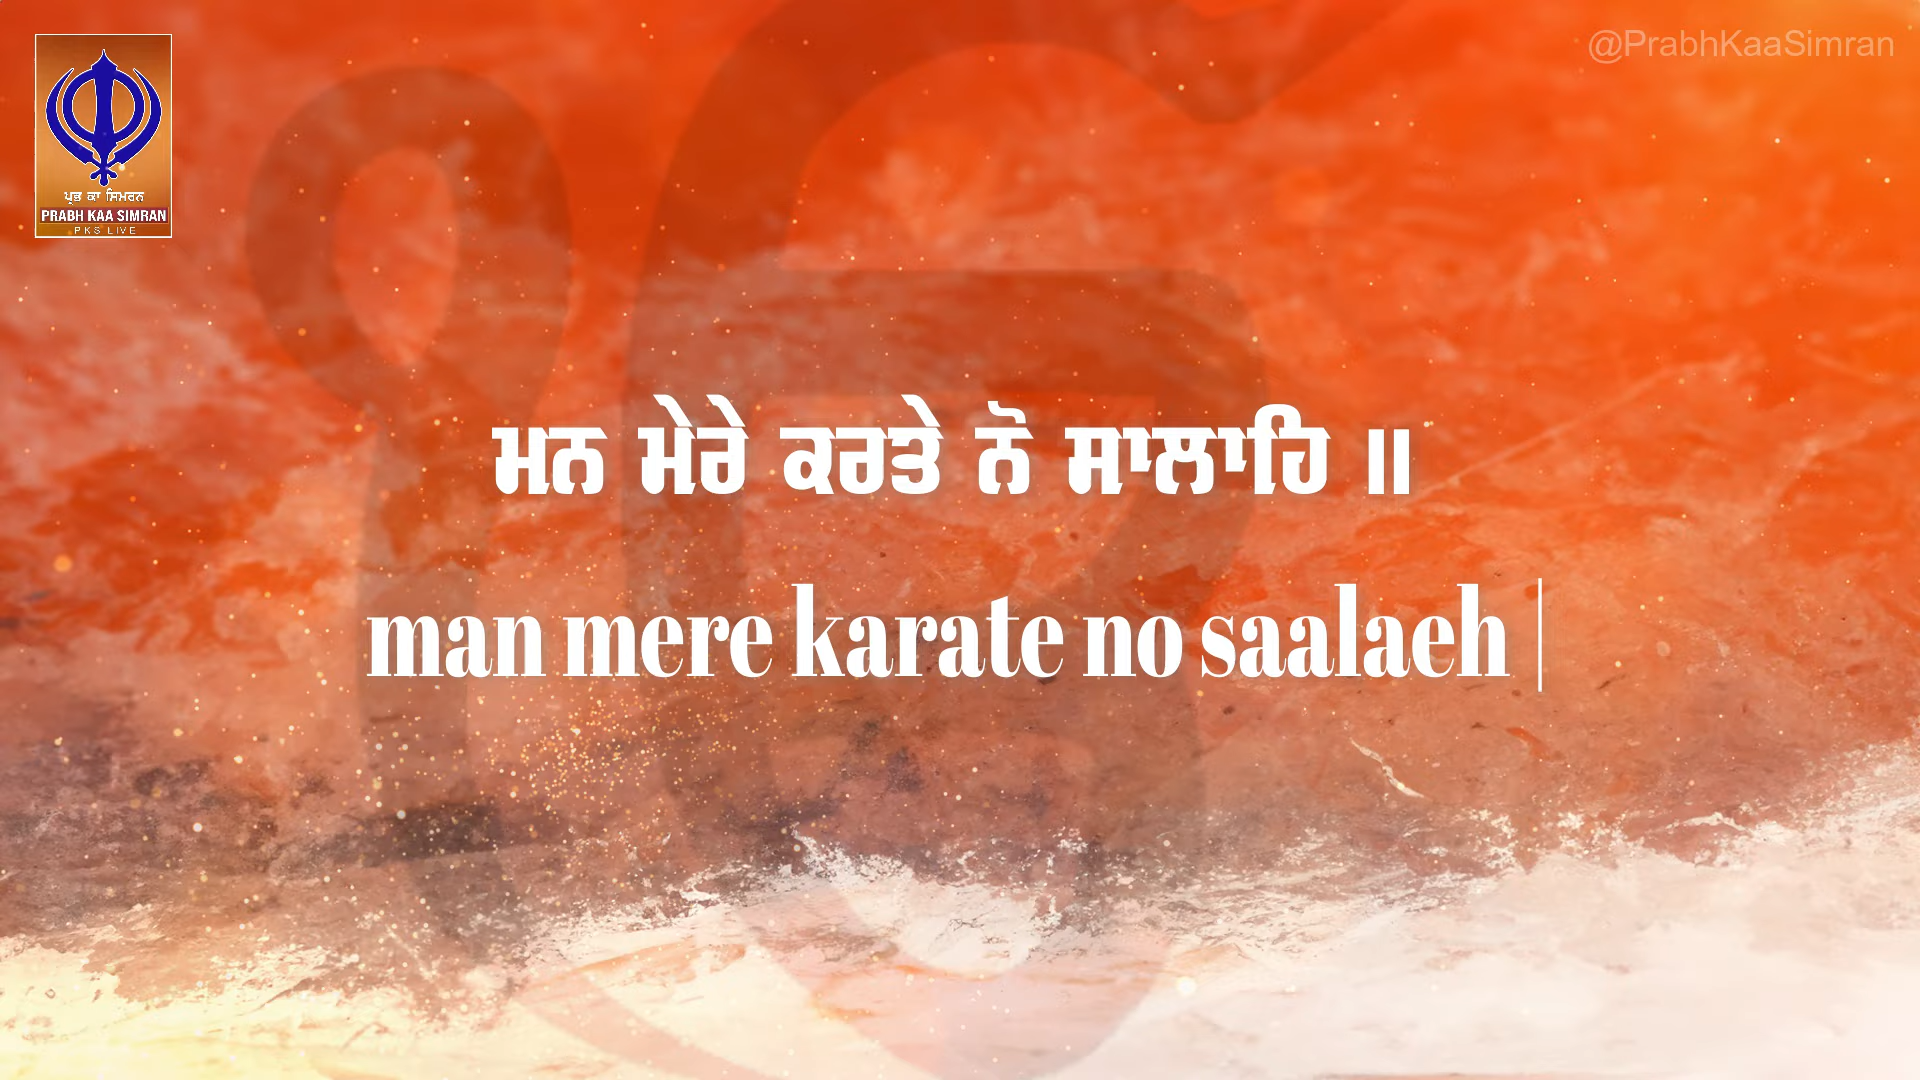 @PrabhKaaSimran
ਪ੍ਰਭ ਕਾ ਸਿਮਰਨ
PRABH KAA SIMRAN
PKS LIVE
ਮਨ ਮੇਰੇ ਕਰਤੇ ਨੋ ਸਾਲਾਹਿ ॥
man mere karate no saalaeh |